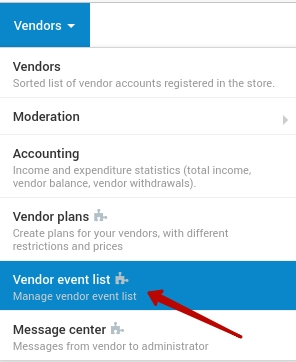 Vendors
Vendors
Sorted list of vendor accounts registered in the store.
Moderation
Accounting
Income and expenditure statistics (total income,
vendor balance, vendor withdrawals).
Vendor plans
Create plans for your vendors, with different
restrictions and prices
Vendor event list
Manage vendor event list
Message center
Messages from vendor to administrator